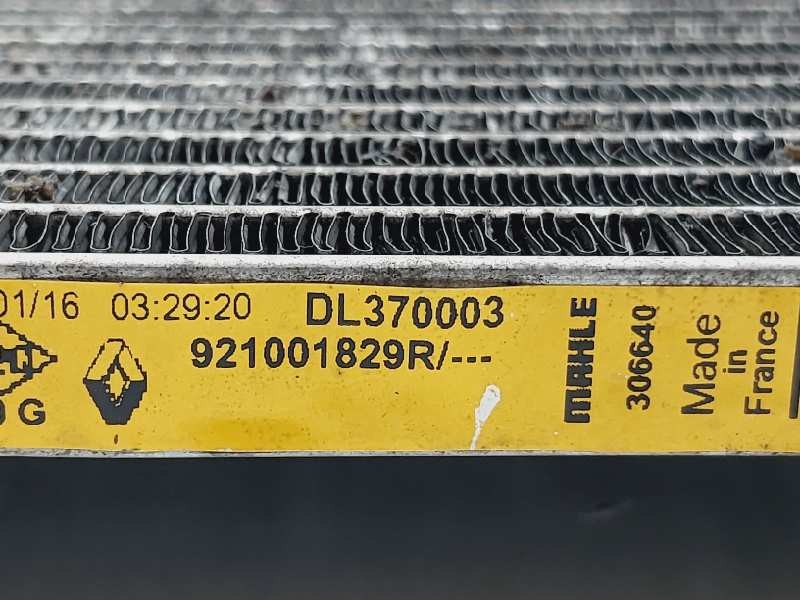 01/16 03:29:20 DL370003
921001829R/---
G
MAHLE
306640
Made
in
France